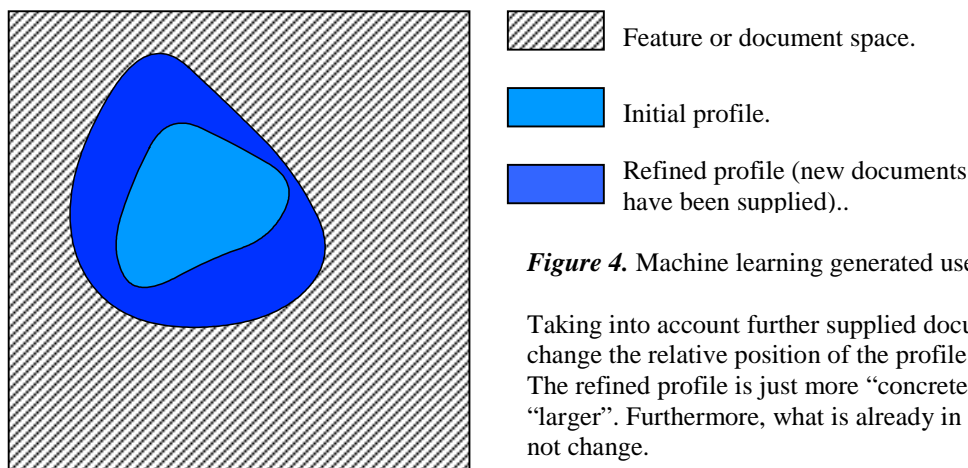 Feature or document space.
Initial profile.
Refined profile (new documents
have been supplied)..
Figure 4. Machine learning generated use
Taking into account further supplied docu
change the relative position of the profile
The refined profile is just more “concrete
“larger”. Furthermore, what is already in
not change.